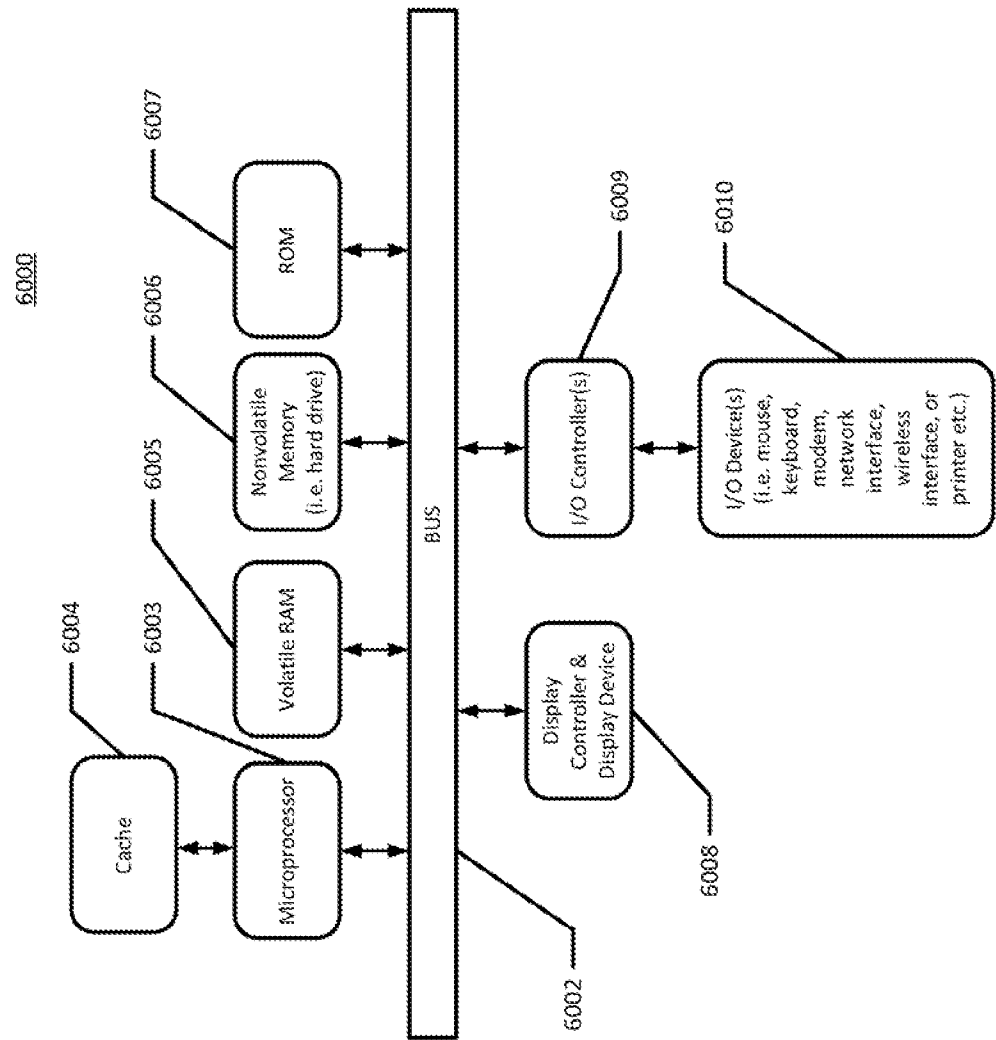 6000
Cache
6004
Microprocessor
6003
Volatile RAM
6005
Nonvolatile
Memory
(i.e. hard drive)
6006
ROM
6007
BUS
6002
Display
Controller &
Display Device
6008
I/O Controller(s)
6009
I/O Device(s)
(i.e. mouse,
keyboard,
modem,
network
interface,
wireless
interface, or
printer etc.)
6010